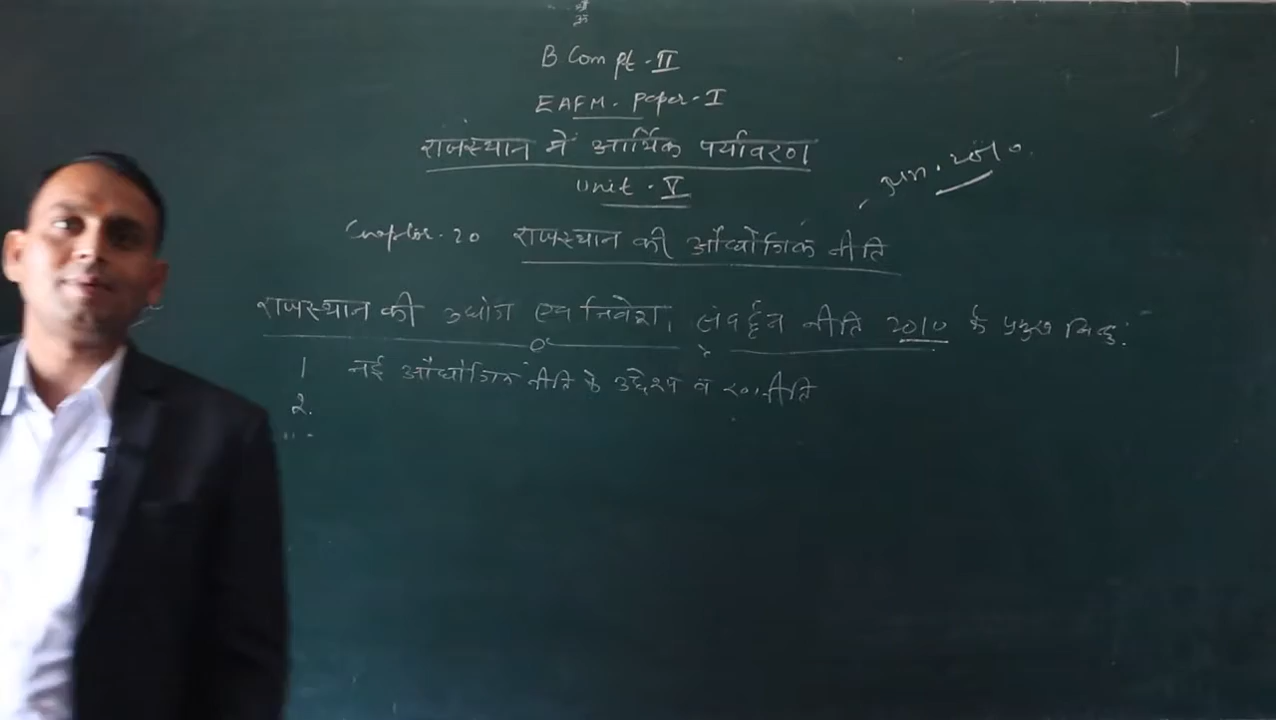 B.Com pt-II
EAFM. Paper-I
राजस्थान मे आर्थिक पर्यावरण
Unit-V
जून. 2010
Chapter-20 राजस्थान की औद्योगिक नीति
राजस्थान की उद्योग एवं निवेश संवर्द्धन नीति 2010 के प्रमुख बिन्दु:
1 नई औद्योगिक नीति के उद्देश्य व रणनीति
2.